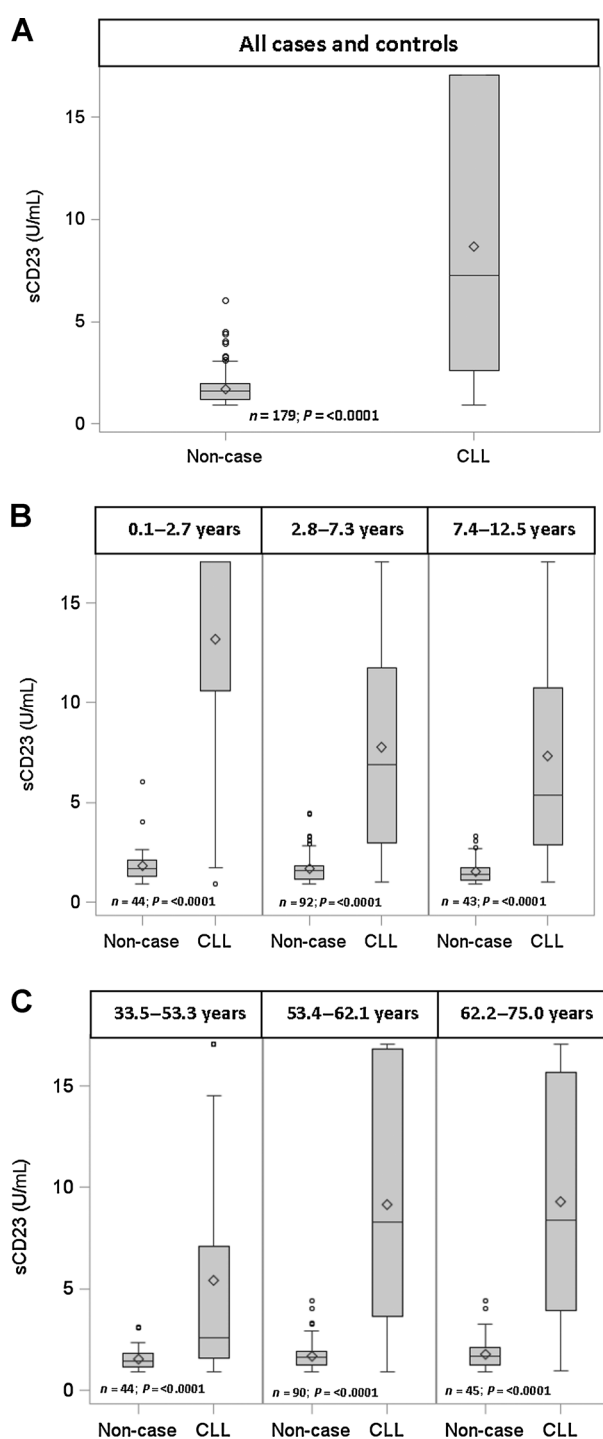 A
All cases and controls
15
10
5
0
sCD23 (U/mL)
n = 179; P = <0.0001
Non-case CLL
B
0.1–2.7 years 2.8–7.3 years 7.4–12.5 years
15
10
5
0
sCD23 (U/mL)
n = 44; P = <0.0001 n = 92; P = <0.0001 n = 43; P = <0.0001
Non-case CLL Non-case CLL Non-case CLL
C
33.5–53.3 years 53.4–62.1 years 62.2–75.0 years
15
10
5
0
sCD23 (U/mL)
n = 44; P = <0.0001 n = 90; P = <0.0001 n = 45; P = <0.0001
Non-case CLL Non-case CLL Non-case CLL